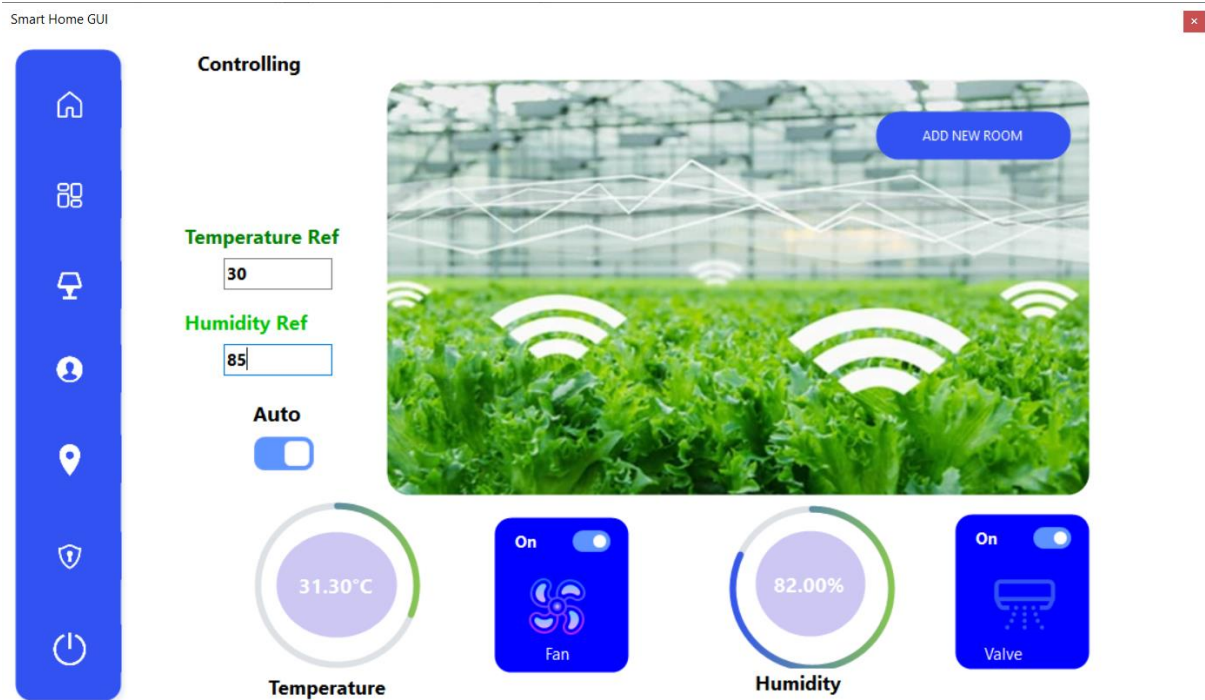 Smart Home GUI
Controlling
ADD NEW ROOM
Temperature Ref
30
Humidity Ref
85
Auto
31.30°C
Temperature
On
Fan
82.00%
Humidity
On
Valve